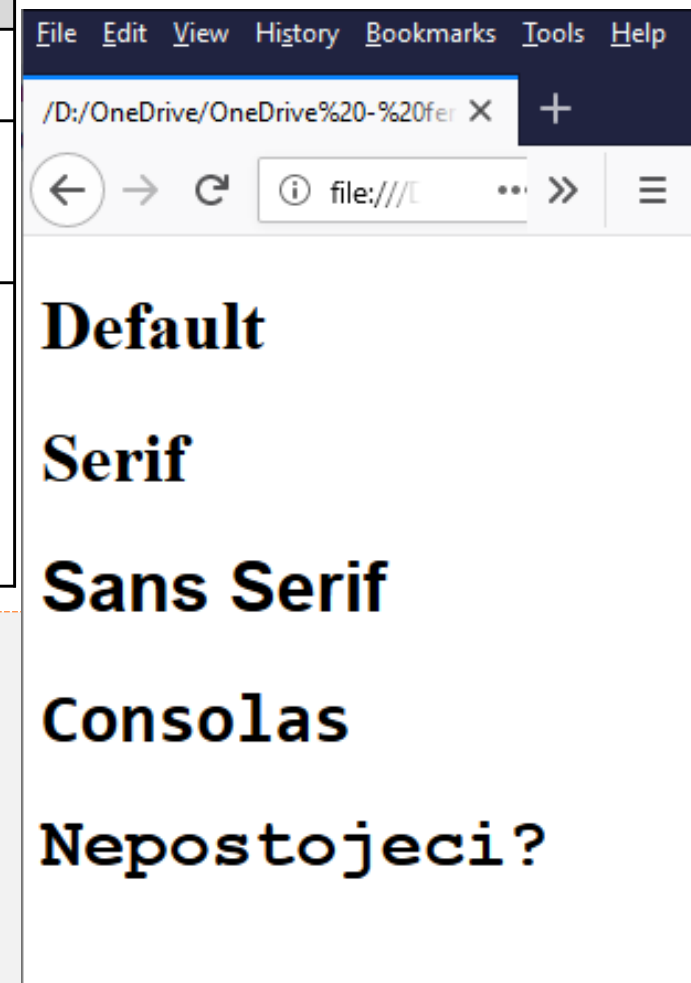 File Edit View History Bookmarks Tools Help
/D:/OneDrive/OneDrive%20-%20fer
file:///D
Default
Serif
Sans Serif
Consolas
Nepostojeci?